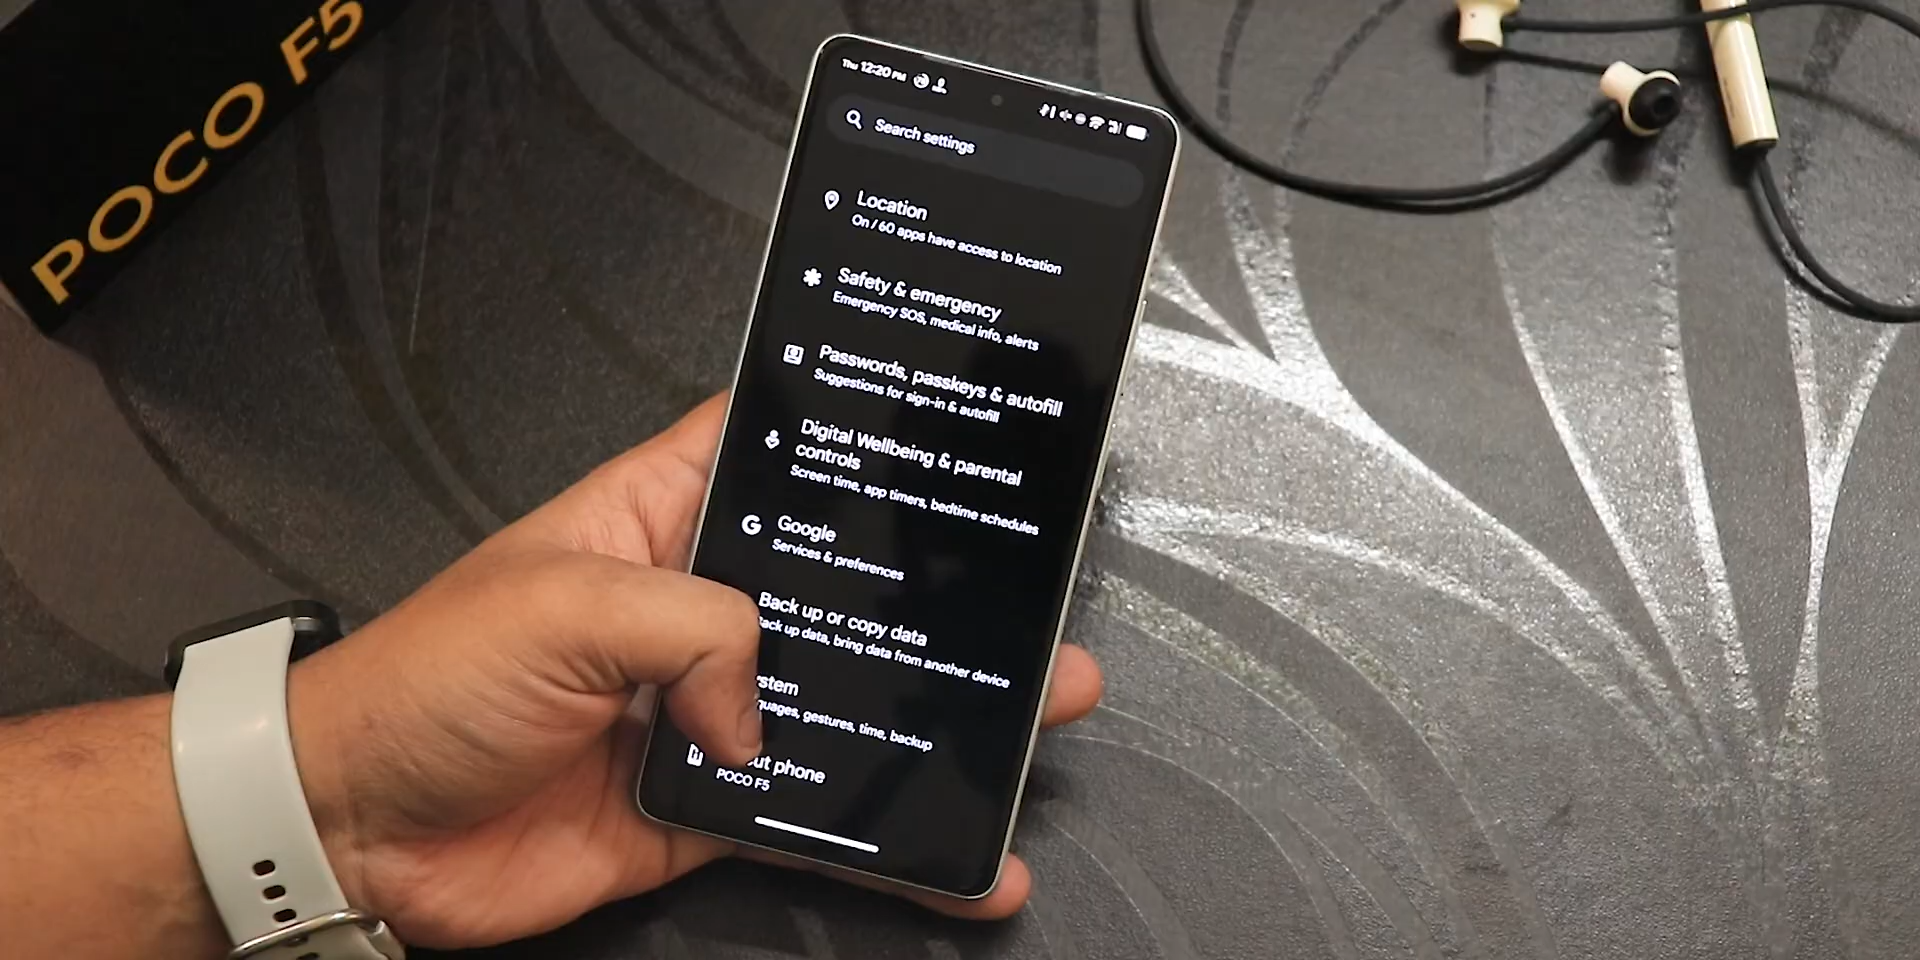 POCO F5
Thu 12:20 PM
Search settings
Location
On / 60 apps have access to location
Safety & emergency
Emergency SOS, medical info, alerts
Passwords, passkeys & autofill
Suggestions for sign-in & autofill
Digital Wellbeing & parental
controls
Screen time, app timers, bedtime schedules
Google
Services & preferences
Back up or copy data
Back up data, bring data from another device
stem
guages, gestures, time, backup
out phone
POCO F5